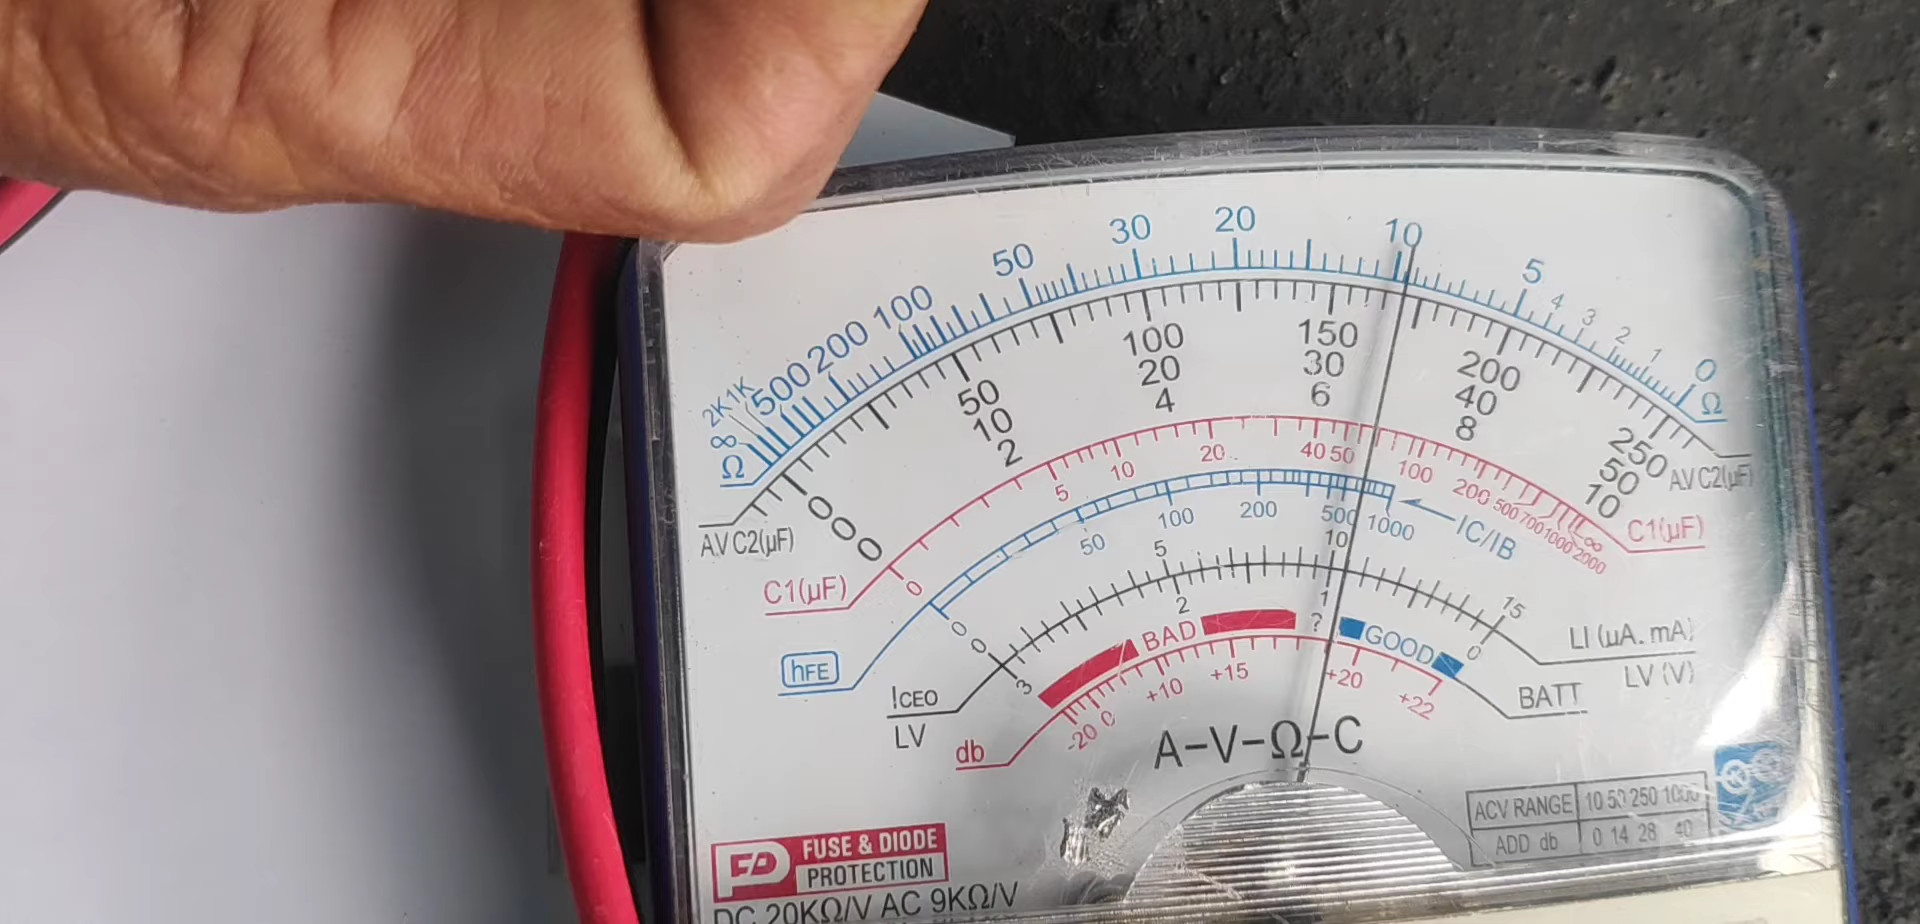 2K 1K 500 200 100 50 30 20 10 5 4 3 2 1 0
∞
Ω Ω
0 50 100 150 200 250
0 10 20 30 40 50
0 2 4 6 8 10
AVC2(µF) AVC2(µF)
0 5 10 20 40 50 100 200 500 700 1000 2000 ∞
C1(µF) C1(µF)
0 50 100 200 500 1000 IC/IB
hFE
0 5 10 15
LI (µA.mA)
3 2 1 0
ICEO
LV LV (V)
BAD ? GOOD BATT
-20 0 +10 +15 +20 +22
db
A-V-Ω-C
ACV RANGE 10 50 250 1000
ADD db 0 14 28 40
FUSE & DIODE
PROTECTION
DC 20KΩ/V AC 9KΩ/V